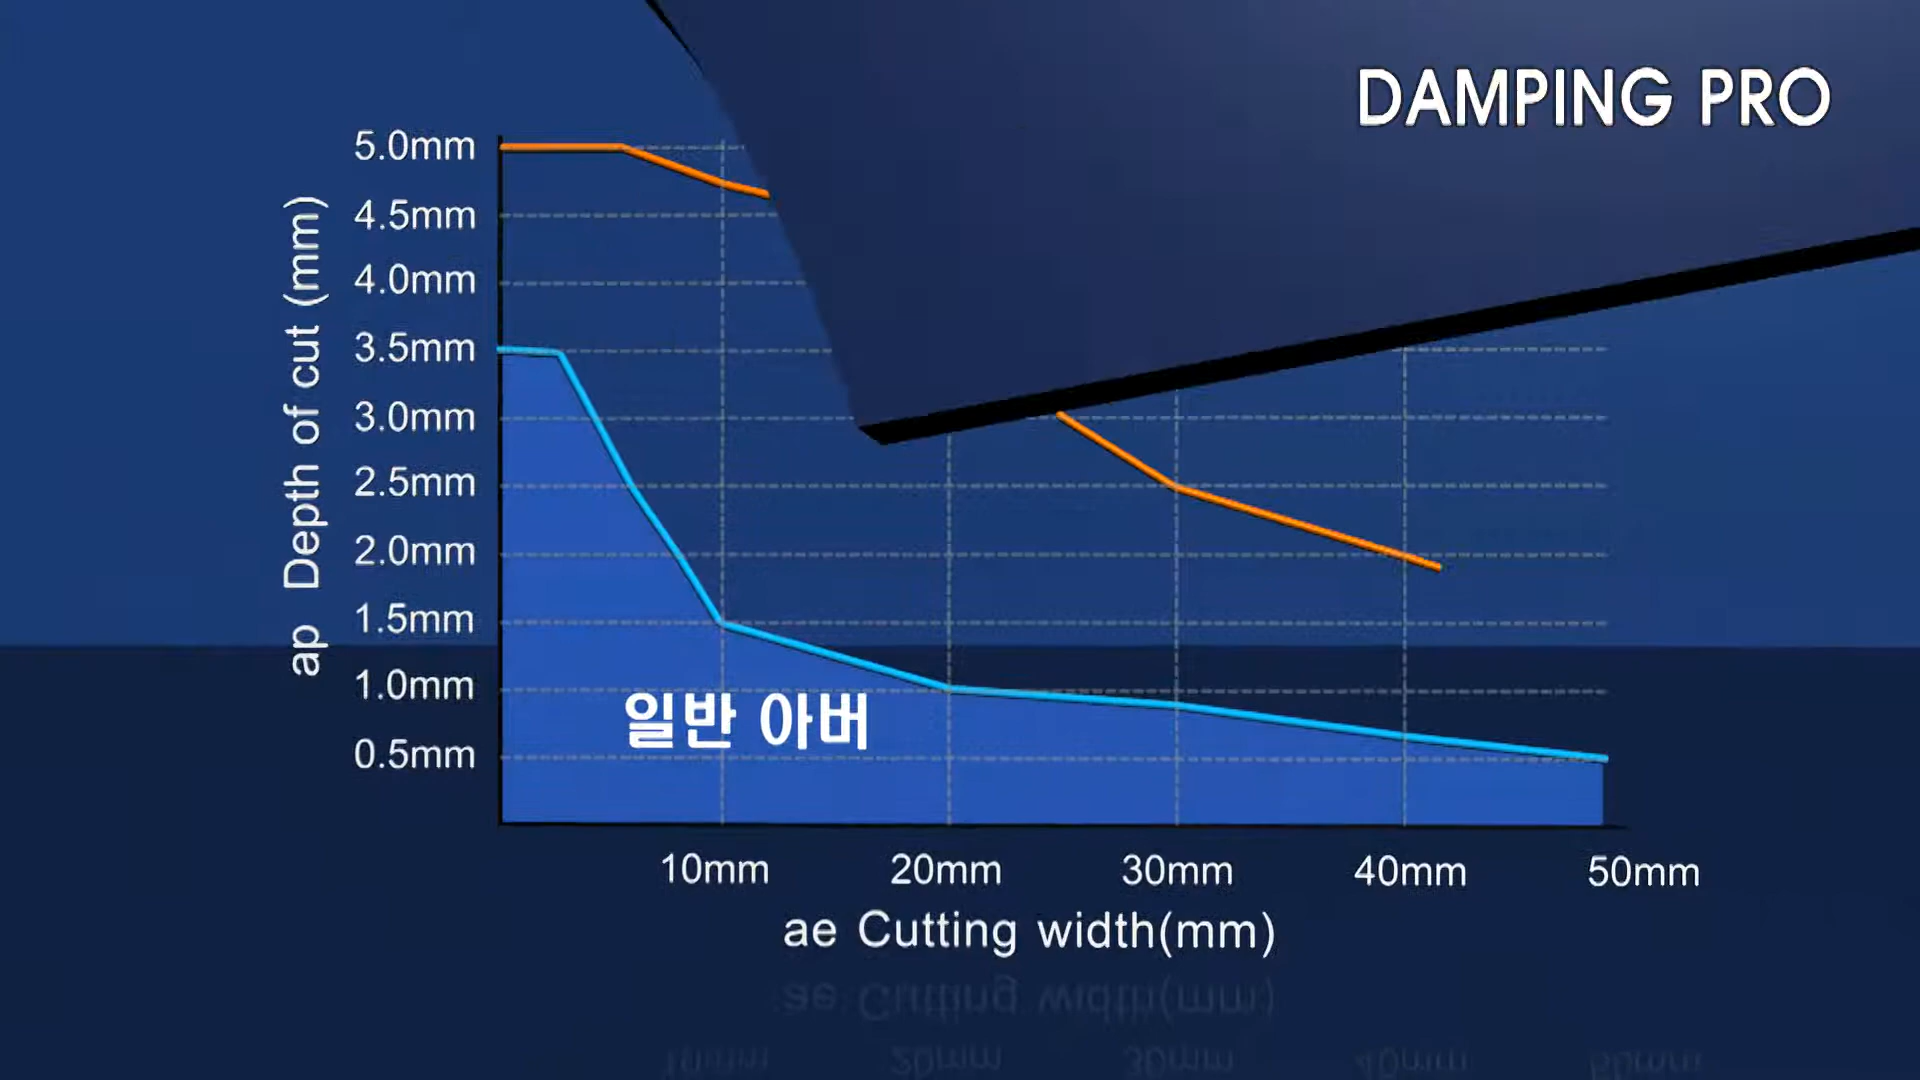 DAMPING PRO
5.0mm
4.5mm
4.0mm
3.5mm
3.0mm
2.5mm
2.0mm
1.5mm
1.0mm
0.5mm
ap Depth of cut (mm)
일반 아버
10mm 20mm 30mm 40mm 50mm
ae Cutting width(mm)